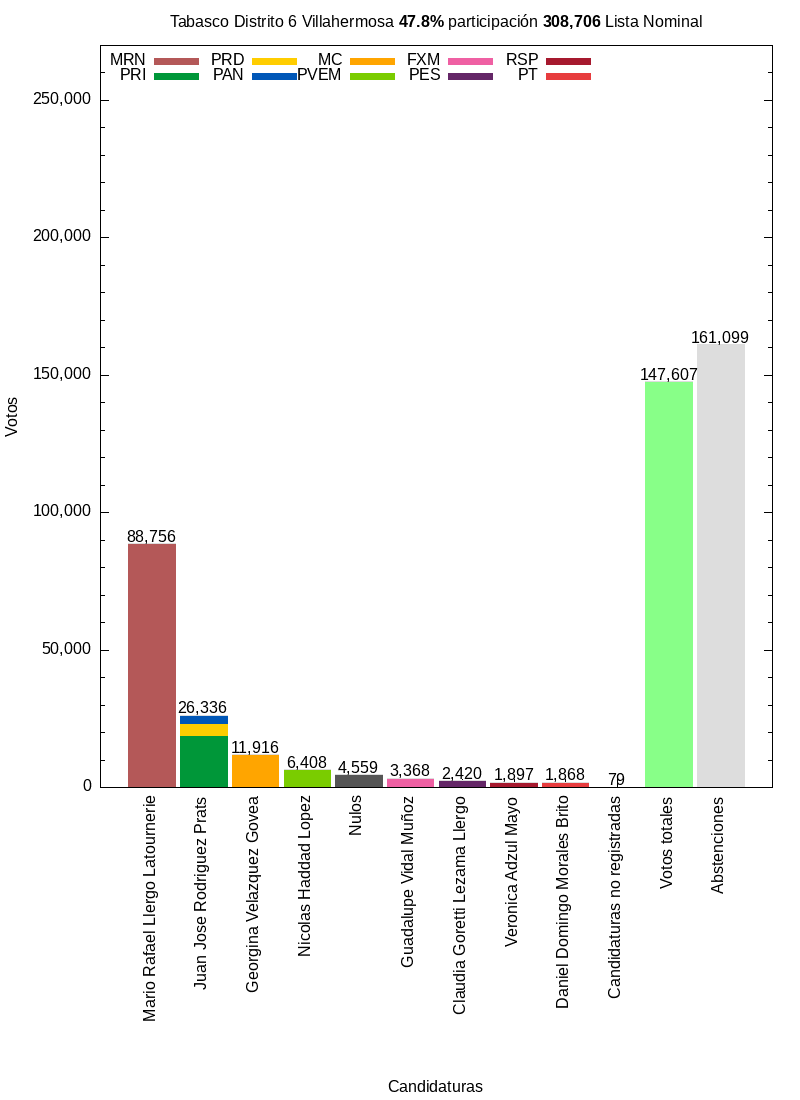 Tabasco Distrito 6 Villahermosa 47.8% participación 308,706 Lista Nominal
MRN PRD MC FXM RSP
PRI PAN PVEM PES PT
250,000
200,000
150,000
100,000
50,000
0
Votos
88,756
26,336
11,916
6,408
4,559
3,368
2,420
1,897
1,868
79
147,607
161,099
Mario Rafael Llergo Latournerie
Juan Jose Rodriguez Prats
Georgina Velazquez Govea
Nicolas Haddad Lopez
Nulos
Guadalupe Vidal Muñoz
Claudia Goretti Lezama Llergo
Veronica Adzul Mayo
Daniel Domingo Morales Brito
Candidaturas no registradas
Votos totales
Abstenciones
Candidaturas